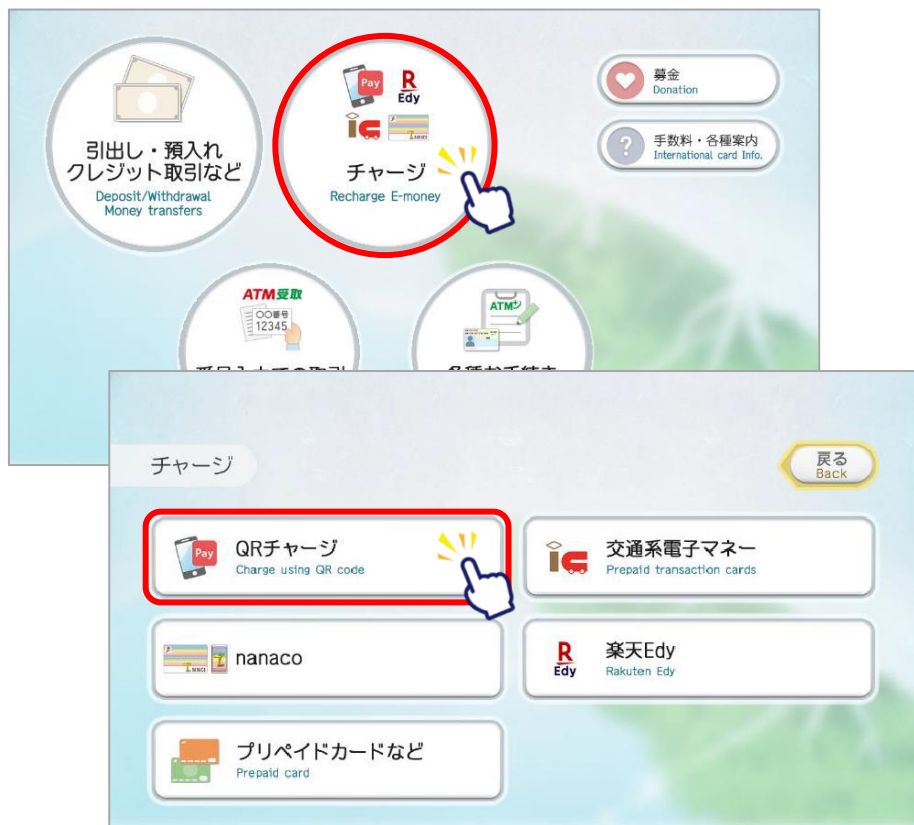 引出し・預入れ
クレジット取引など
Deposit/Withdrawal
Money transfers
Pay
R
Edy
nanaco
チャージ
Recharge E-money
募金
Donation
?
手数料・各種案内
International card Info.
ATM受取
〇〇番号
12345
ATM
チャージ
戻る
Back
Pay
QRチャージ
Charge using QR code
交通系電子マネー
Prepaid transaction cards
nanaco
nanaco
R
Edy
楽天Edy
Rakuten Edy
プリペイドカードなど
Prepaid card